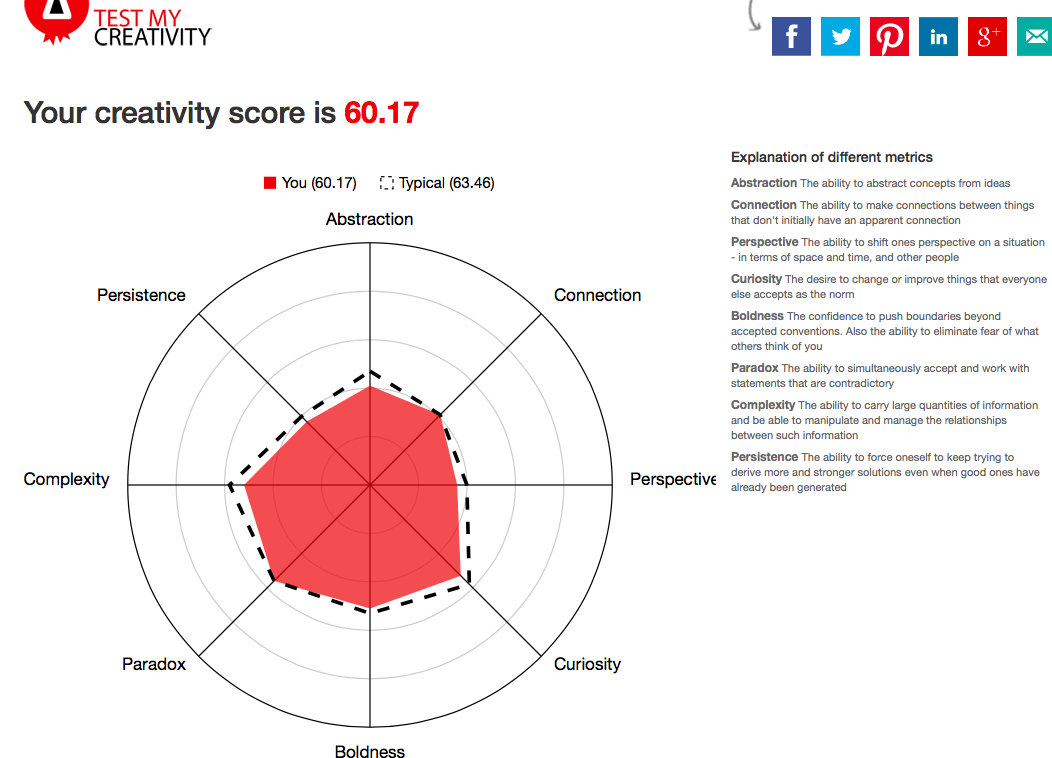 TEST MY
CREATIVITY
f
in
g+
Your creativity score is 60.17
You (60.17) Typical (63.46)
Abstraction
Connection
Perspective
Curiosity
Boldness
Paradox
Complexity
Persistence
Explanation of different metrics
Abstraction The ability to abstract concepts from ideas
Connection The ability to make connections between things
that don't initially have an apparent connection
Perspective The ability to shift ones perspective on a situation
- in terms of space and time, and other people
Curiosity The desire to change or improve things that everyone
else accepts as the norm
Boldness The confidence to push boundaries beyond
accepted conventions. Also the ability to eliminate fear of what
others think of you
Paradox The ability to simultaneously accept and work with
statements that are contradictory
Complexity The ability to carry large quantities of information
and be able to manipulate and manage the relationships
between such information
Persistence The ability to force oneself to keep trying to
derive more and stronger solutions even when good ones have
already been generated